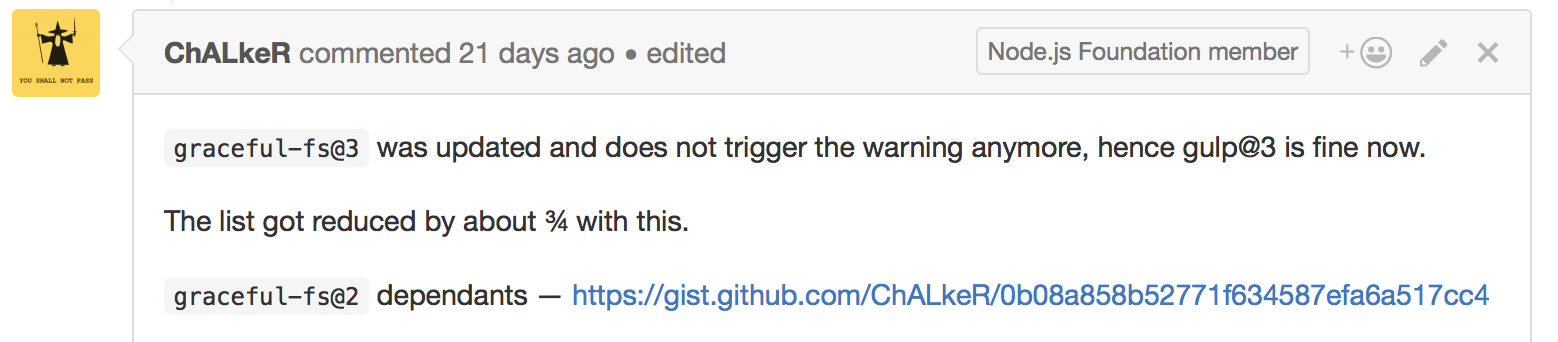 YOU SHALL NOT PASS
ChALkeR commented 21 days ago • edited
Node.js Foundation member
graceful-fs@3 was updated and does not trigger the warning anymore, hence gulp@3 is fine now.
The list got reduced by about ¾ with this.
graceful-fs@2 dependants — https://gist.github.com/ChALkeR/0b08a858b52771f634587efa6a517cc4